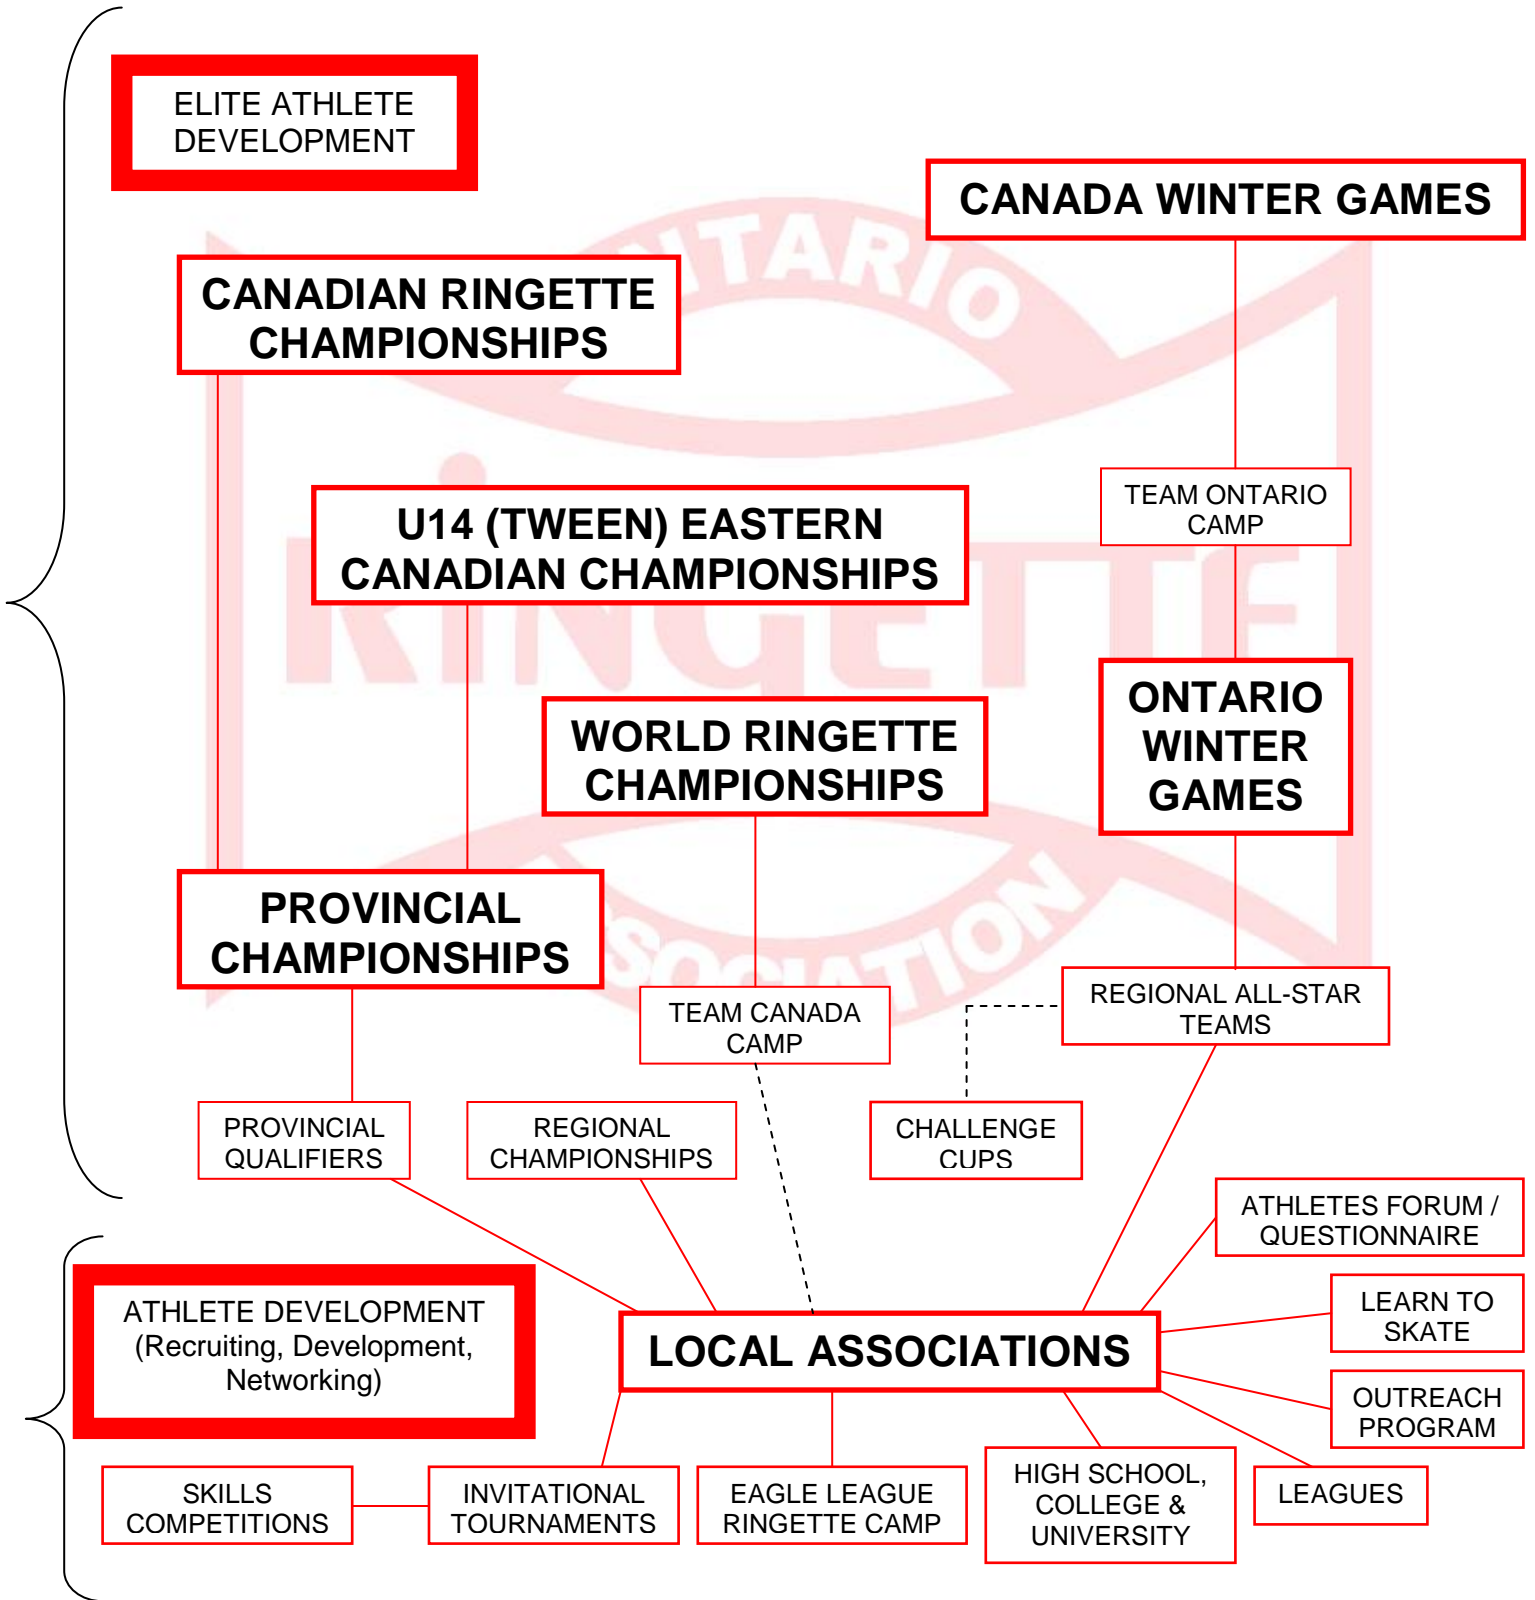 ELITE ATHLETE
DEVELOPMENT
CANADA WINTER GAMES
ONTARIO
CANADIAN RINGETTE
CHAMPIONSHIPS
TEAM ONTARIO
CAMP
U14 (TWEEN) EASTERN
CANADIAN CHAMPIONSHIPS
RiNGETTE
ONTARIO
WINTER
GAMES
WORLD RINGETTE
CHAMPIONSHIPS
PROVINCIAL
CHAMPIONSHIPS
ASSOCIATION
TEAM CANADA
CAMP
REGIONAL ALL-STAR
TEAMS
PROVINCIAL
QUALIFIERS
REGIONAL
CHAMPIONSHIPS
CHALLENGE
CUPS
ATHLETES FORUM /
QUESTIONNAIRE
ATHLETE DEVELOPMENT
(Recruiting, Development,
Networking)
LOCAL ASSOCIATIONS
LEARN TO
SKATE
OUTREACH
PROGRAM
SKILLS
COMPETITIONS
INVITATIONAL
TOURNAMENTS
EAGLE LEAGUE
RINGETTE CAMP
HIGH SCHOOL,
COLLEGE &
UNIVERSITY
LEAGUES